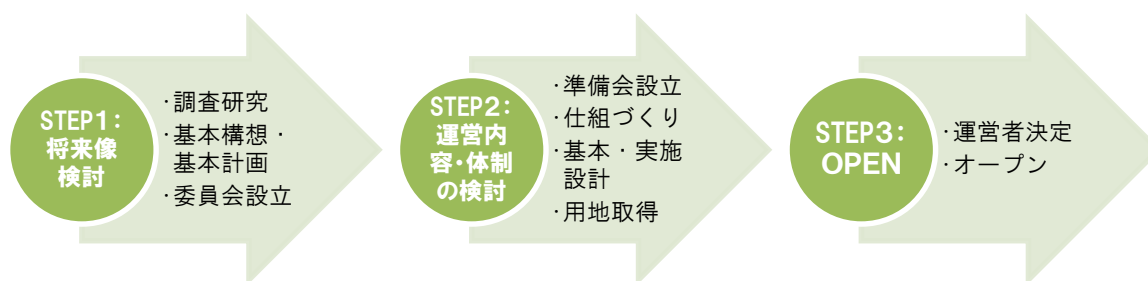 STEP1：
将来像
検討
・調査研究
・基本構想・
基本計画
・委員会設立
STEP2：
運営内
容・体制
の検討
・準備会設立
・仕組づくり
・基本・実施
設計
・用地取得
STEP3：
OPEN
・運営者決定
・オープン